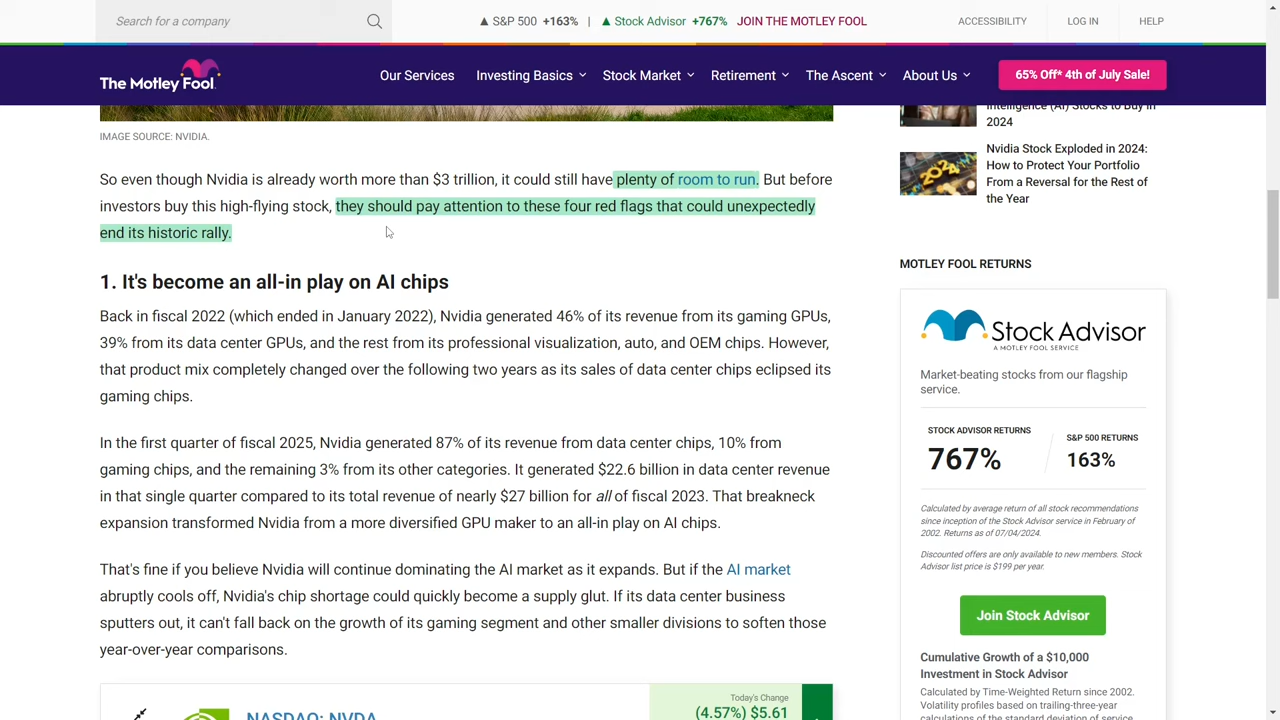 Search for a company
▲ S&P 500 +163% | ▲ Stock Advisor +767% JOIN THE MOTLEY FOOL
ACCESSIBILITY
LOG IN
HELP
The Motley Fool
Our Services
Investing Basics
Stock Market
Retirement
The Ascent
About Us
65% Off* 4th of July Sale!
IMAGE SOURCE: NVIDIA.
So even though Nvidia is already worth more than $3 trillion, it could still have plenty of room to run. But before
investors buy this high-flying stock, they should pay attention to these four red flags that could unexpectedly
end its historic rally.
1. It's become an all-in play on AI chips
Back in fiscal 2022 (which ended in January 2022), Nvidia generated 46% of its revenue from its gaming GPUs,
39% from its data center GPUs, and the rest from its professional visualization, auto, and OEM chips. However,
that product mix completely changed over the following two years as its sales of data center chips eclipsed its
gaming chips.
In the first quarter of fiscal 2025, Nvidia generated 87% of its revenue from data center chips, 10% from
gaming chips, and the remaining 3% from its other categories. It generated $22.6 billion in data center revenue
in that single quarter compared to its total revenue of nearly $27 billion for all of fiscal 2023. That breakneck
expansion transformed Nvidia from a more diversified GPU maker to an all-in play on AI chips.
That's fine if you believe Nvidia will continue dominating the AI market as it expands. But if the AI market
abruptly cools off, Nvidia's chip shortage could quickly become a supply glut. If its data center business
sputters out, it can't fall back on the growth of its gaming segment and other smaller divisions to soften those
year-over-year comparisons.
NASDAQ: NVDA
Today's Change
(4.57%) $5.61
Intelligence (AI) Stocks to Buy in
2024
Nvidia Stock Exploded in 2024:
How to Protect Your Portfolio
From a Reversal for the Rest of
the Year
MOTLEY FOOL RETURNS
Stock Advisor
A MOTLEY FOOL SERVICE
Market-beating stocks from our flagship
service.
STOCK ADVISOR RETURNS
767%
S&P 500 RETURNS
163%
Calculated by average return of all stock recommendations
since inception of the Stock Advisor service in February of
2002. Returns as of 07/04/2024.
Discounted offers are only available to new members. Stock
Advisor list price is $199 per year.
Join Stock Advisor
Cumulative Growth of a $10,000
Investment in Stock Advisor
Calculated by Time-Weighted Return since 2002.
Volatility profiles based on trailing-three-year
calculations of the standard deviation of service